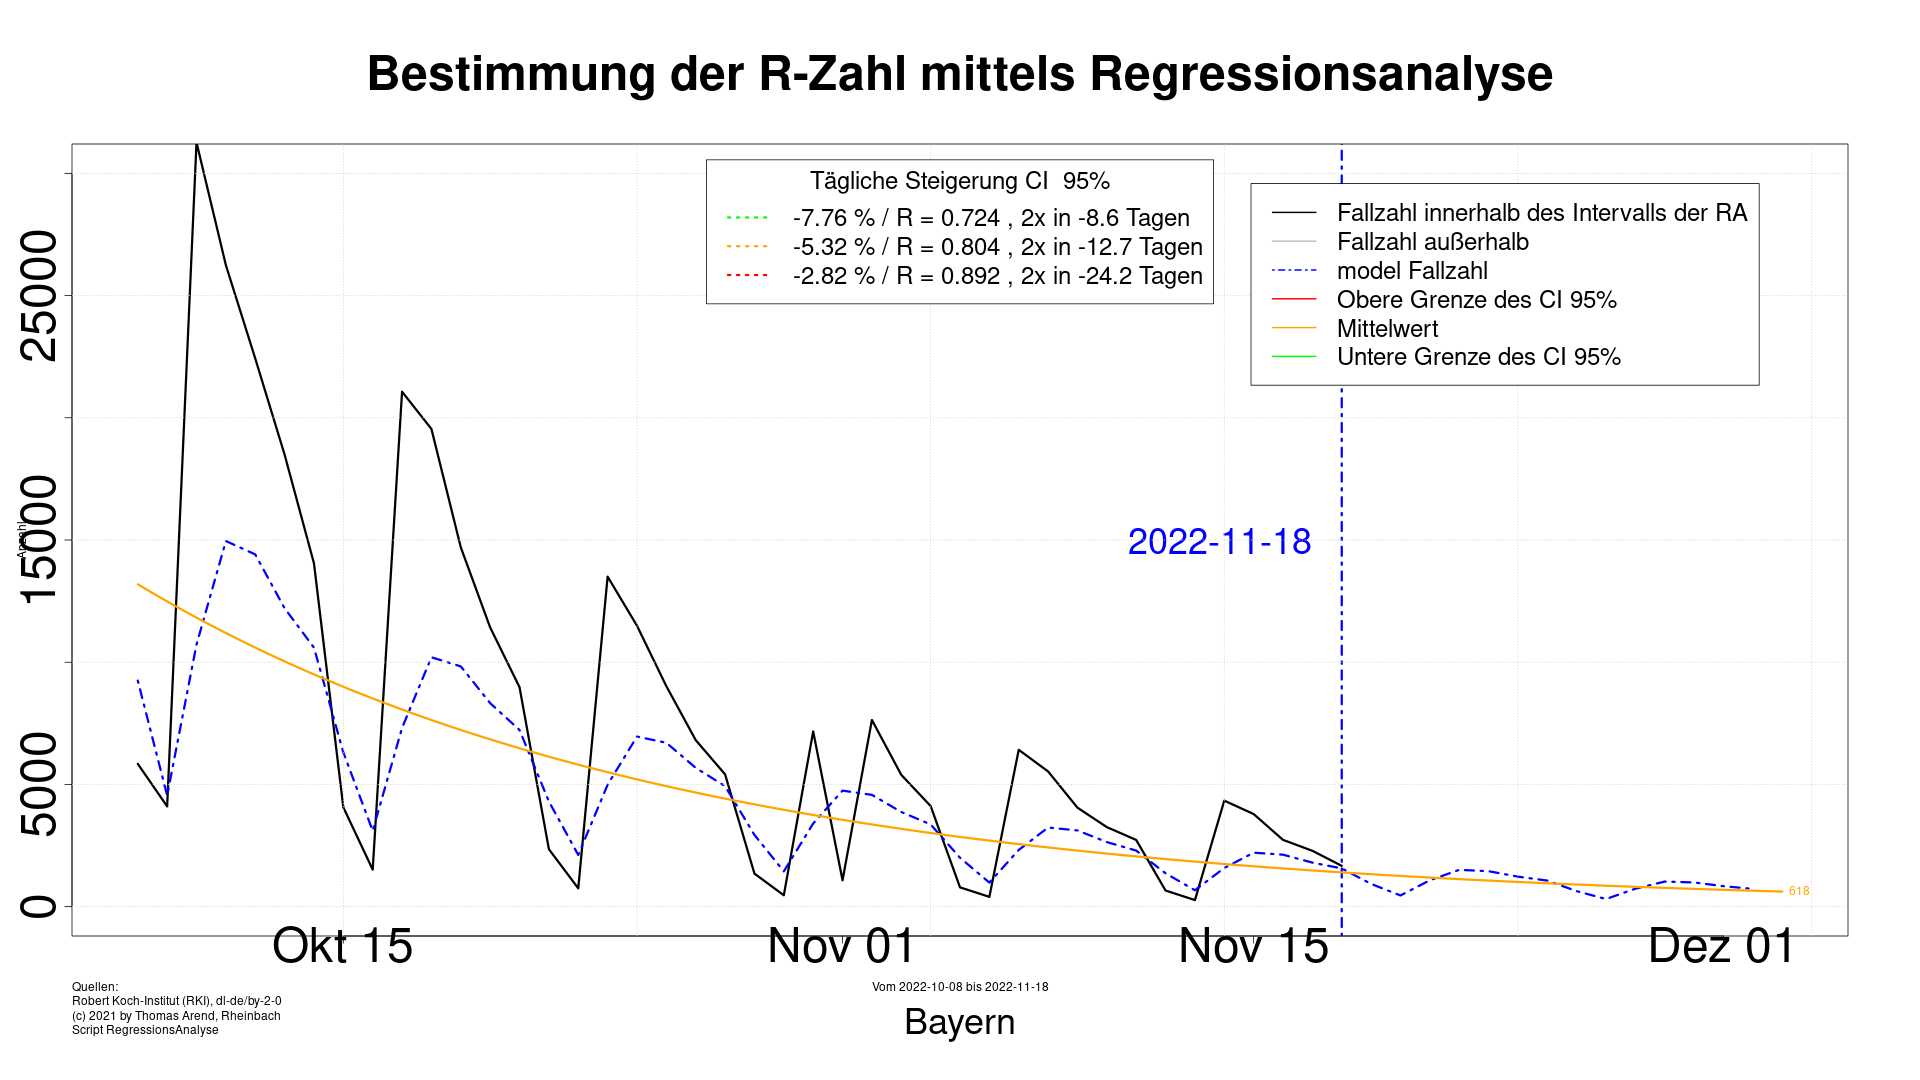 Bestimmung der R-Zahl mittels Regressionsanalyse
Tägliche Steigerung CI  95%
-7.76 % / R = 0.724 , 2x in -8.6 Tagen
-5.32 % / R = 0.804 , 2x in -12.7 Tagen
-2.82 % / R = 0.892 , 2x in -24.2 Tagen
Fallzahl innerhalb des Intervalls der RA
Fallzahl außerhalb
model Fallzahl
Obere Grenze des CI 95%
Mittelwert
Untere Grenze des CI 95%
25000
15000
5000
0
Anzahl
2022-11-18
618
Okt 15
Nov 01
Nov 15
Dez 01
Quellen:
Robert Koch-Institut (RKI), dl-de/by-2-0
(c) 2021 by Thomas Arend, Rheinbach
Script RegressionsAnalyse
Vom 2022-10-08 bis 2022-11-18
Bayern